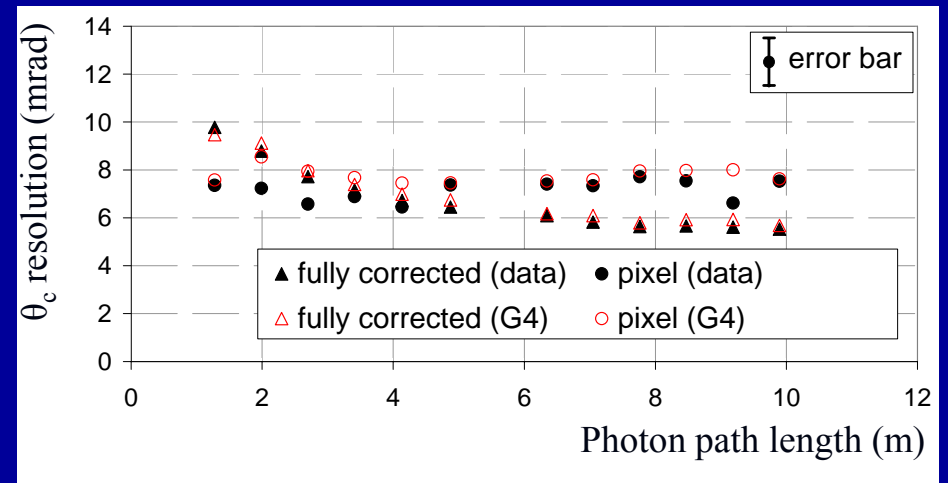 14
12
10
8
6
4
2
0
θc resolution (mrad)
error bar
▲ fully corrected (data) ● pixel (data)
△ fully corrected (G4) ○ pixel (G4)
0 2 4 6 8 10 12
Photon path length (m)